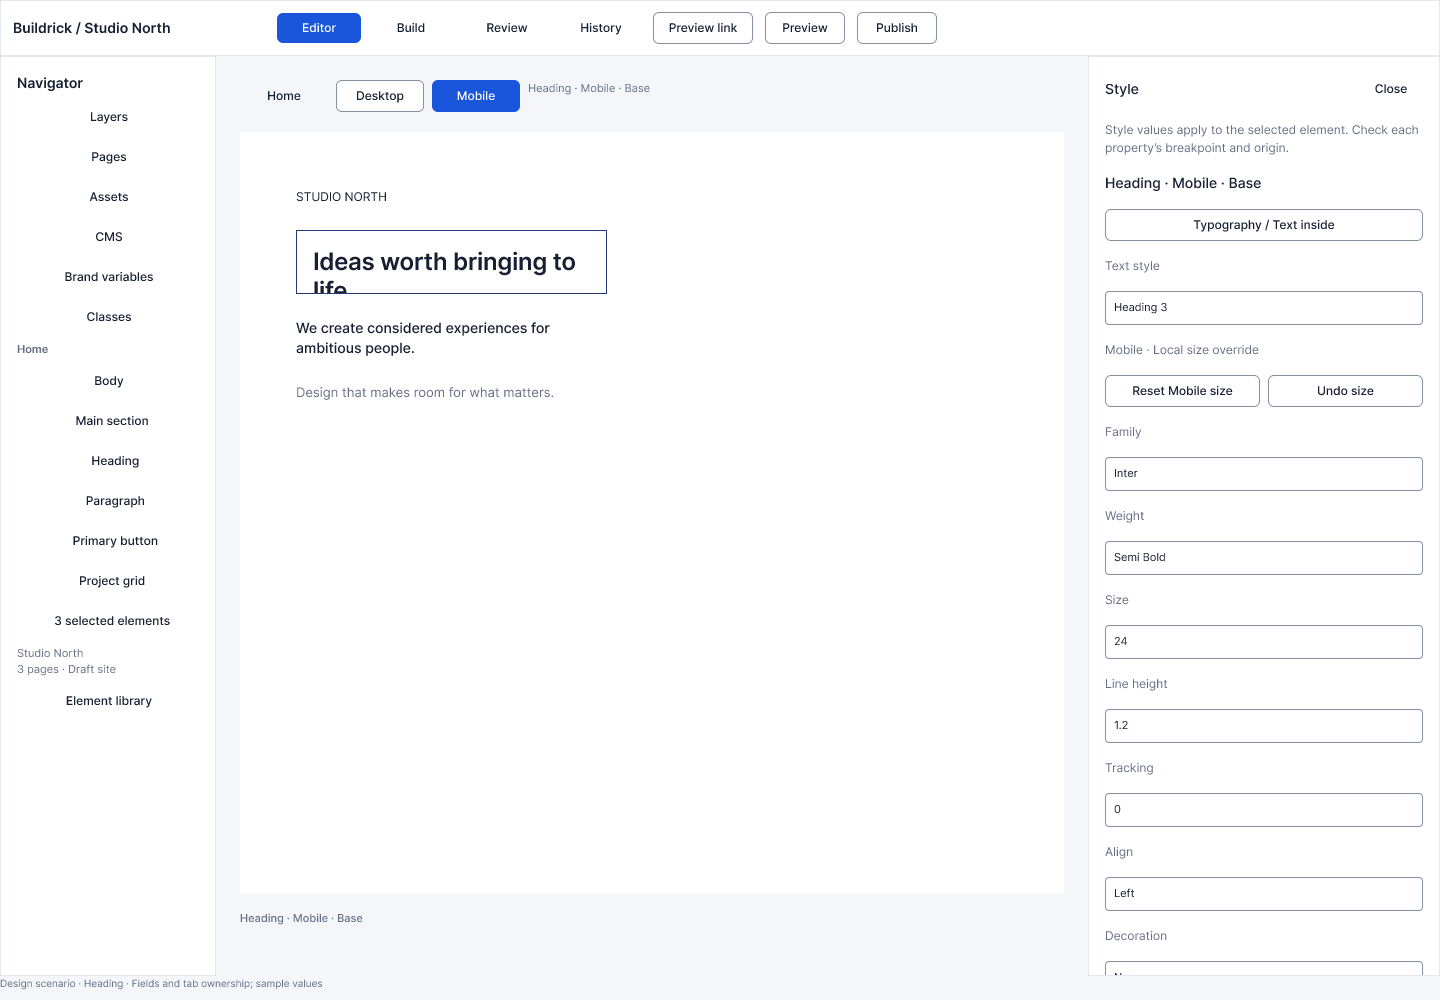 Buildrick / Studio North
Editor
Build
Review
History
Preview link
Preview
Publish
Navigator
Layers
Pages
Assets
CMS
Brand variables
Classes
Home
Body
Main section
Heading
Paragraph
Primary button
Project grid
3 selected elements
Studio North
3 pages · Draft site
Element library
Home
Desktop
Mobile
Heading · Mobile · Base
STUDIO NORTH
Ideas worth bringing to
life
We create considered experiences for
ambitious people.
Design that makes room for what matters.
Heading · Mobile · Base
Style
Close
Style values apply to the selected element. Check each
property’s breakpoint and origin.
Heading · Mobile · Base
Typography / Text inside
Text style
Heading 3
Mobile · Local size override
Reset Mobile size
Undo size
Family
Inter
Weight
Semi Bold
Size
24
Line height
1.2
Tracking
0
Align
Left
Decoration
Design scenario · Heading · Fields and tab ownership; sample values